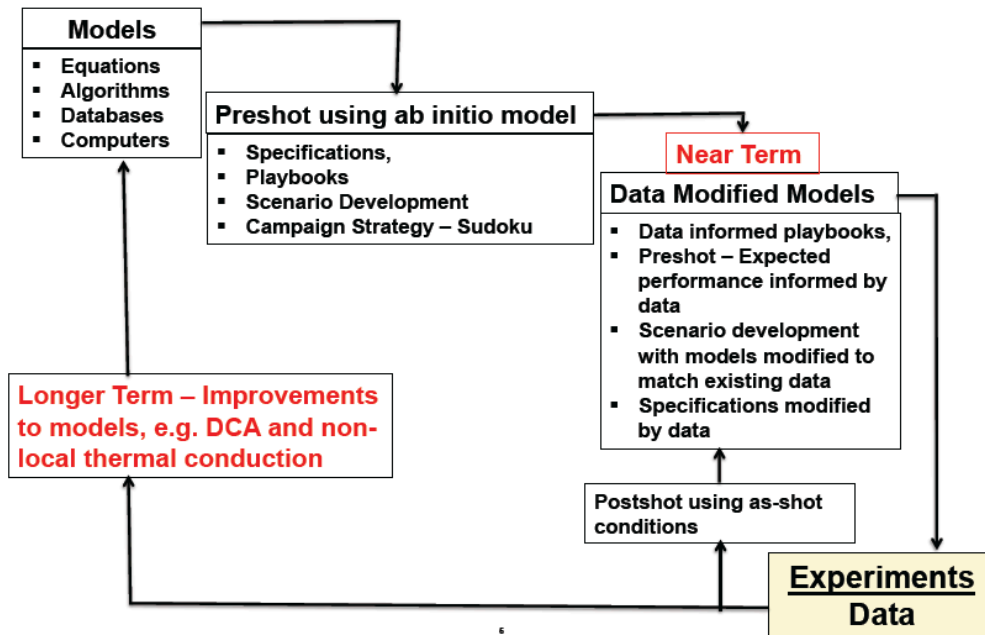 Models
▪ Equations
▪ Algorithms
▪ Databases
▪ Computers
Preshot using ab initio model
▪ Specifications,
▪ Playbooks
▪ Scenario Development
▪ Campaign Strategy – Sudoku
Near Term
Data Modified Models
▪ Data informed playbooks,
▪ Preshot – Expected
performance informed by
data
▪ Scenario development
with models modified to
match existing data
▪ Specifications modified
by data
Longer Term – Improvements
to models, e.g. DCA and non-
local thermal conduction
Postshot using as-shot
conditions
Experiments
Data